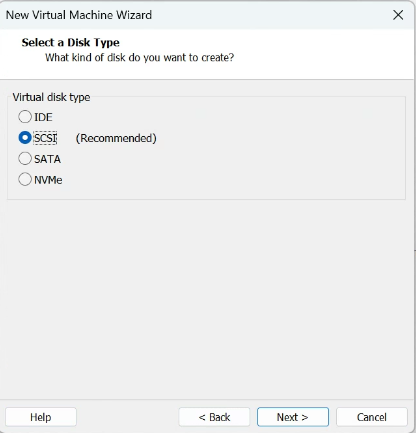 New Virtual Machine Wizard
Select a Disk Type
What kind of disk do you want to create?
Virtual disk type
IDE
SCSI (Recommended)
SATA
NVMe
Help < Back Next > Cancel